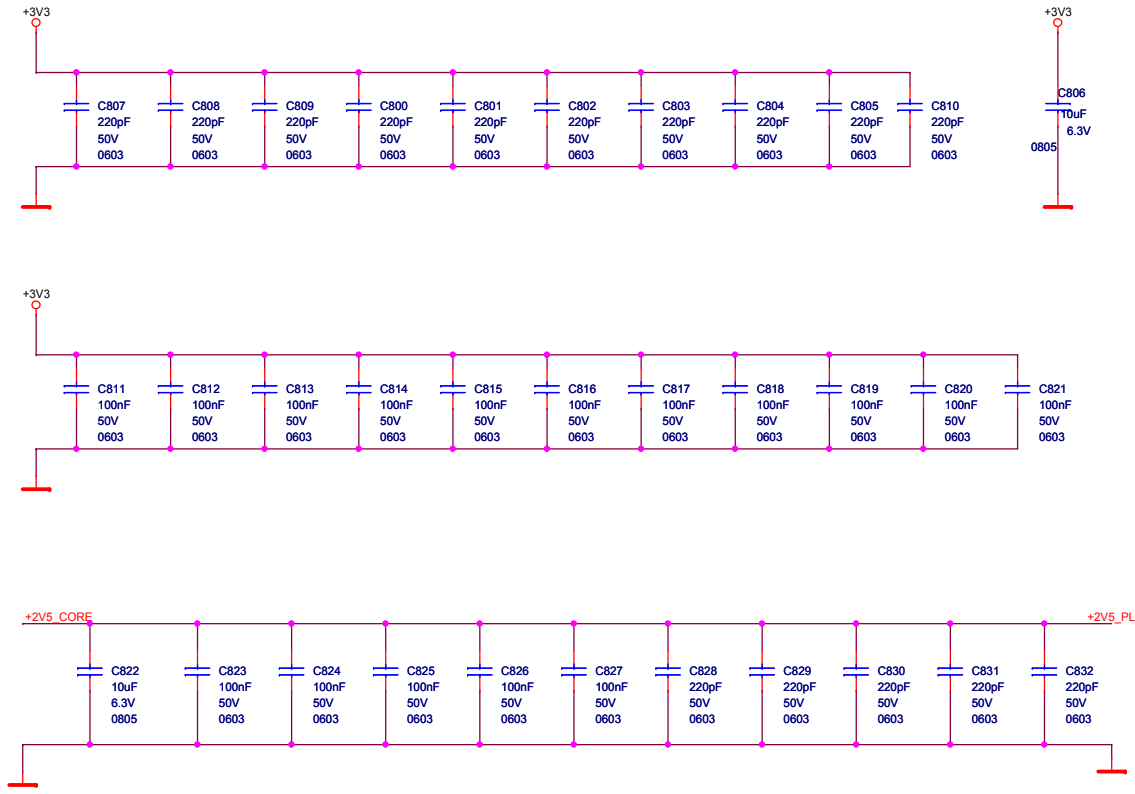 +3V3
+3V3
C807 C808 C809 C800 C801 C802 C803 C804 C805 C810
220pF 220pF 220pF 220pF 220pF 220pF 220pF 220pF 220pF 220pF
50V 50V 50V 50V 50V 50V 50V 50V 50V 50V
0603 0603 0603 0603 0603 0603 0603 0603 0603 0603
C806
10uF
6.3V
0805
+3V3
C811 C812 C813 C814 C815 C816 C817 C818 C819 C820 C821
100nF 100nF 100nF 100nF 100nF 100nF 100nF 100nF 100nF 100nF 100nF
50V 50V 50V 50V 50V 50V 50V 50V 50V 50V 50V
0603 0603 0603 0603 0603 0603 0603 0603 0603 0603 0603
+2V5_CORE +2V5_PL
C822 C823 C824 C825 C826 C827 C828 C829 C830 C831 C832
10uF 100nF 100nF 100nF 100nF 100nF 220pF 220pF 220pF 220pF 220pF
6.3V 50V 50V 50V 50V 50V 50V 50V 50V 50V 50V
0805 0603 0603 0603 0603 0603 0603 0603 0603 0603 0603